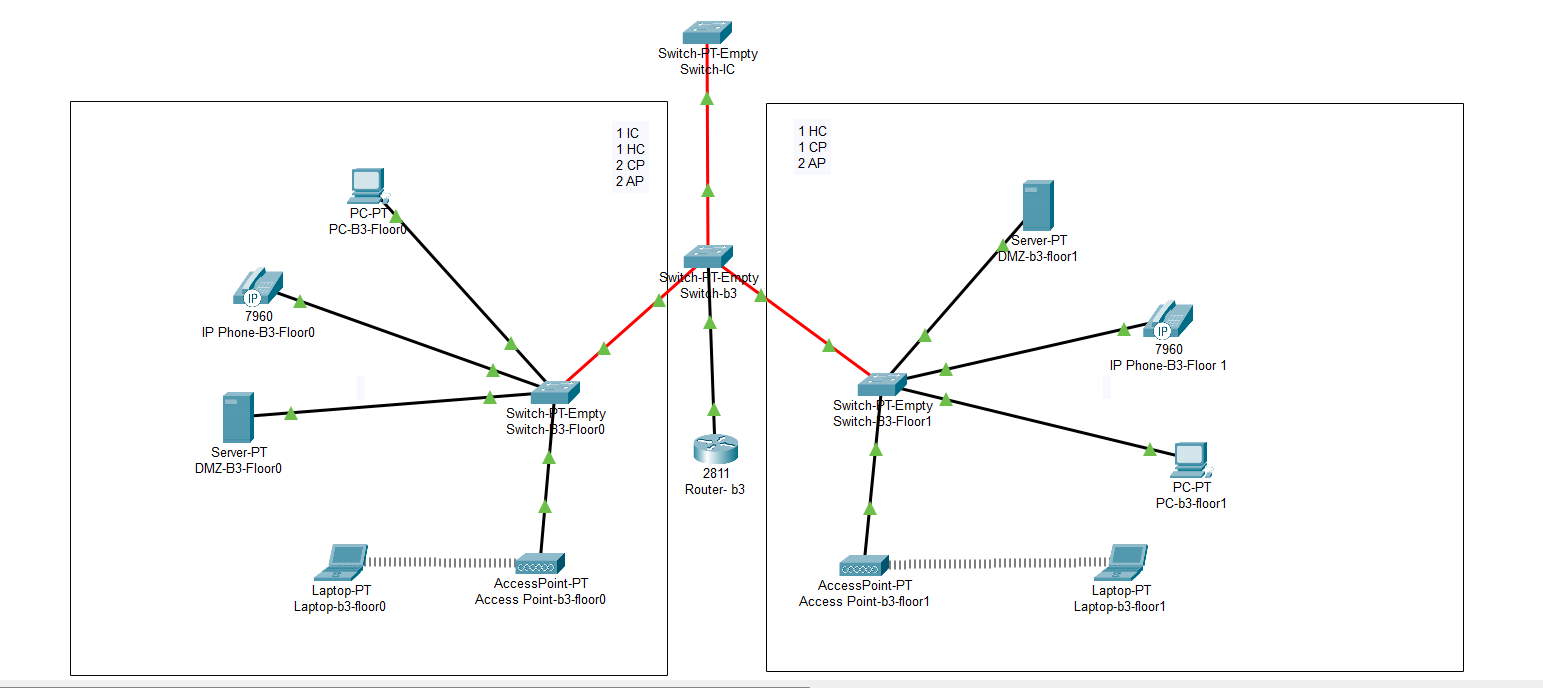 Switch-PT-Empty
Switch-IC
1 IC
1 HC
2 CP
2 AP
1 HC
1 CP
2 AP
PC-PT
PC-B3-Floor0
IP
7960
IP Phone-B3-Floor0
Server-PT
DMZ-B3-Floor0
Switch-PT-Empty
Switch-B3-Floor0
Laptop-PT
Laptop-b3-floor0
AccessPoint-PT
Access Point-b3-floor0
Switch-PT-Empty
Switch-b3
2811
Router- b3
Server-PT
DMZ-b3-floor1
IP
7960
IP Phone-B3-Floor 1
Switch-PT-Empty
Switch-B3-Floor1
PC-PT
PC-b3-floor1
AccessPoint-PT
Access Point-b3-floor1
Laptop-PT
Laptop-b3-floor1